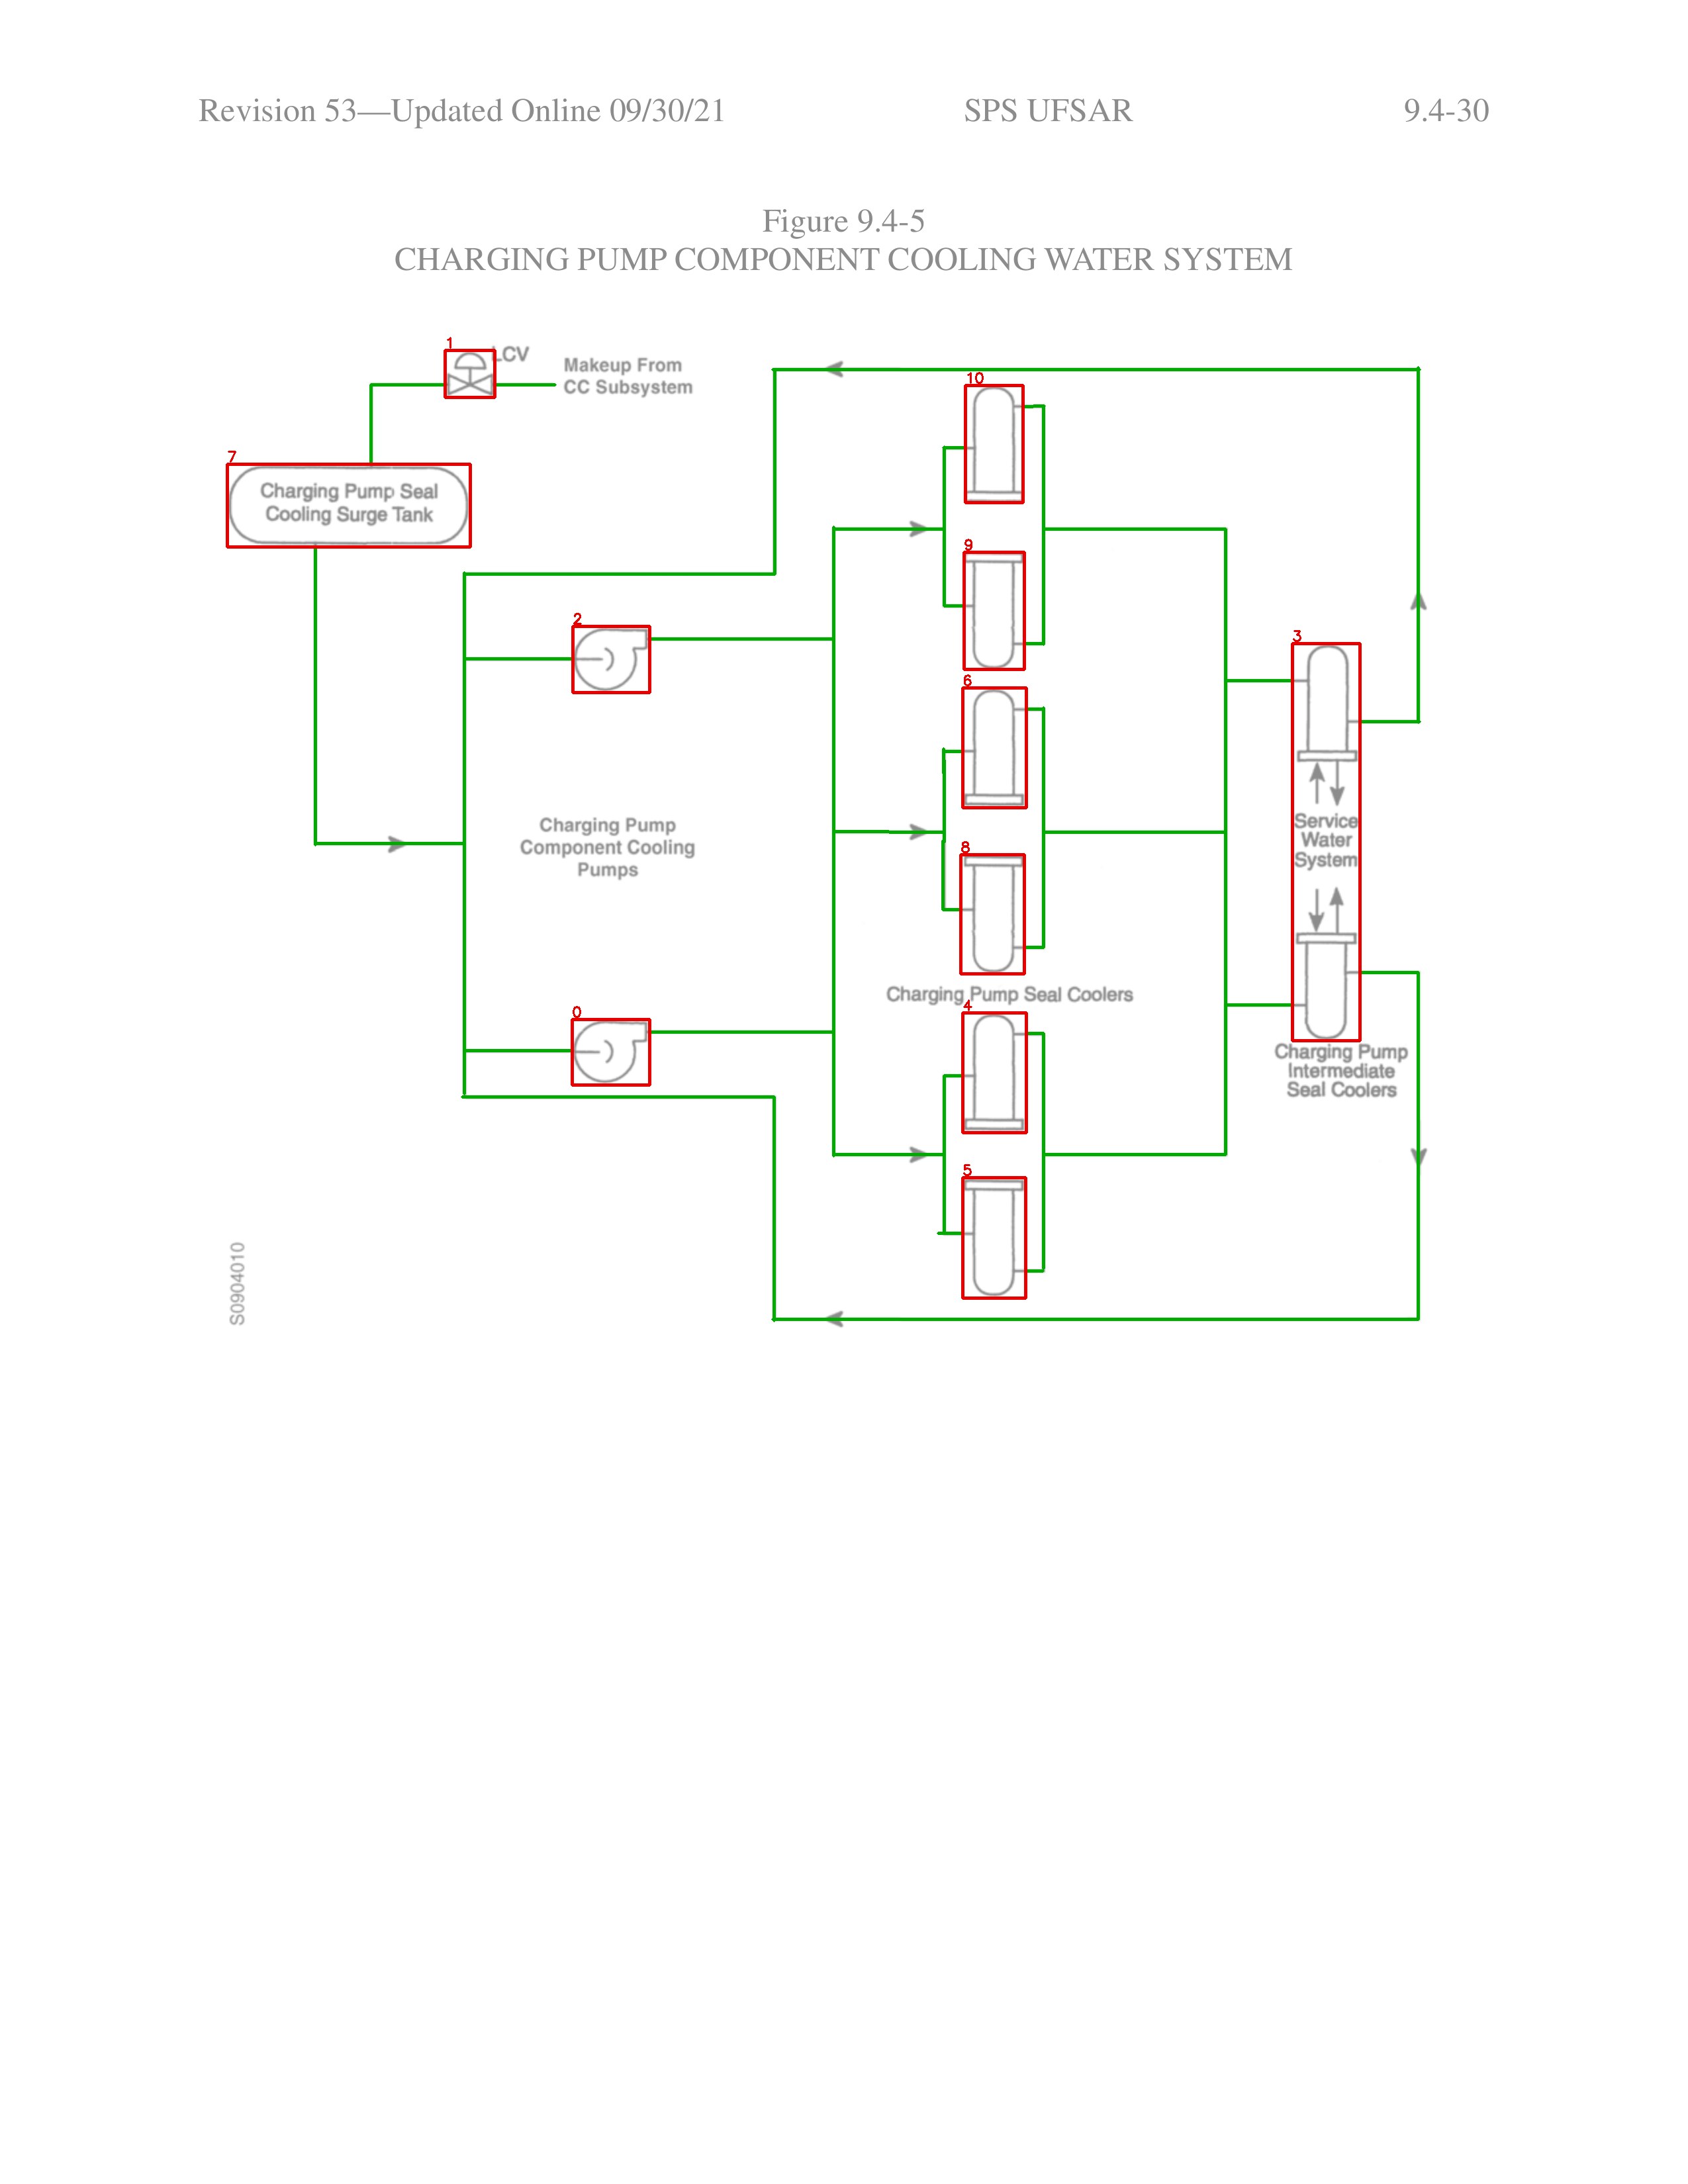 Revision 53—Updated Online 09/30/21 SPS UFSAR 9.4-30
Figure 9.4-5
CHARGING PUMP COMPONENT COOLING WATER SYSTEM
1
LCV
Makeup From
CC Subsystem
10
7
Charging Pump Seal
Cooling Surge Tank
9
2
3
6
Charging Pump
Component Cooling
Pumps
Service
Water
System
8
Charging Pump Seal Coolers
4
0
Charging Pump
Intermediate
Seal Coolers
5
S0904010